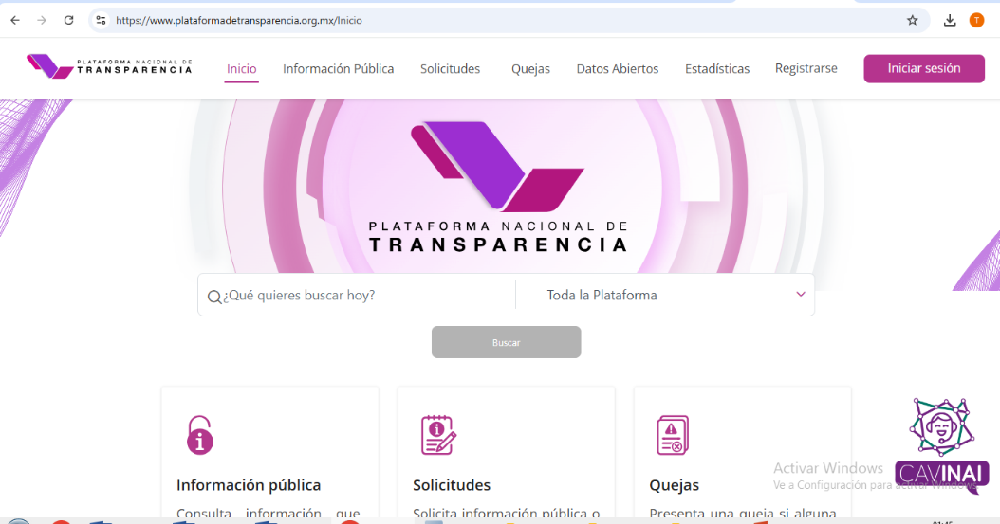 https://www.plataformadetransparencia.org.mx/Inicio
T
PLATAFORMA NACIONAL DE
TRANSPARENCIA
Inicio
Información Pública
Solicitudes
Quejas
Datos Abiertos
Estadísticas
Registrarse
Iniciar sesión
PLATAFORMA NACIONAL DE
TRANSPARENCIA
¿Qué quieres buscar hoy?
Toda la Plataforma
Buscar
Información pública
Consulta información que
Solicitudes
Solicita información pública o
Quejas
Presenta una queja si alguna
CAVINAI
Activar Windows
Ve a Configuración para activar Windows.